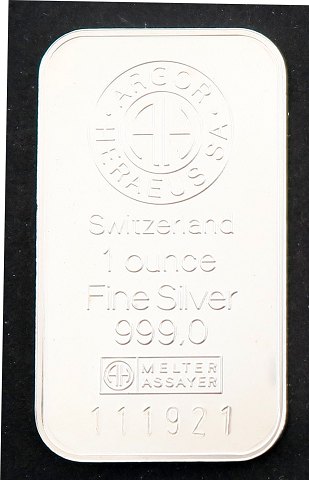 ARGOR
HERAEUS SA
Switzerland
1 ounce
Fine Silver
999,0
MELTER
ASSAYER
111921